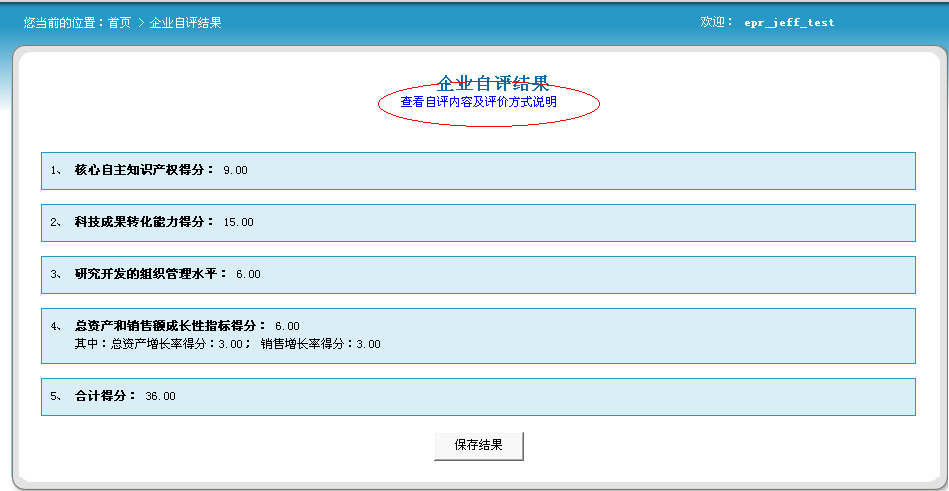 您当前的位置：首页 > 企业自评结果
欢迎： epr_jeff_test
企业自评结果
查看自评内容及评价方式说明
1、 核心自主知识产权得分： 9.00
2、 科技成果转化能力得分： 15.00
3、 研究开发的组织管理水平： 6.00
4、 总资产和销售额成长性指标得分： 6.00
其中：总资产增长率得分：3.00； 销售增长率得分：3.00
5、 合计得分： 36.00
保存结果